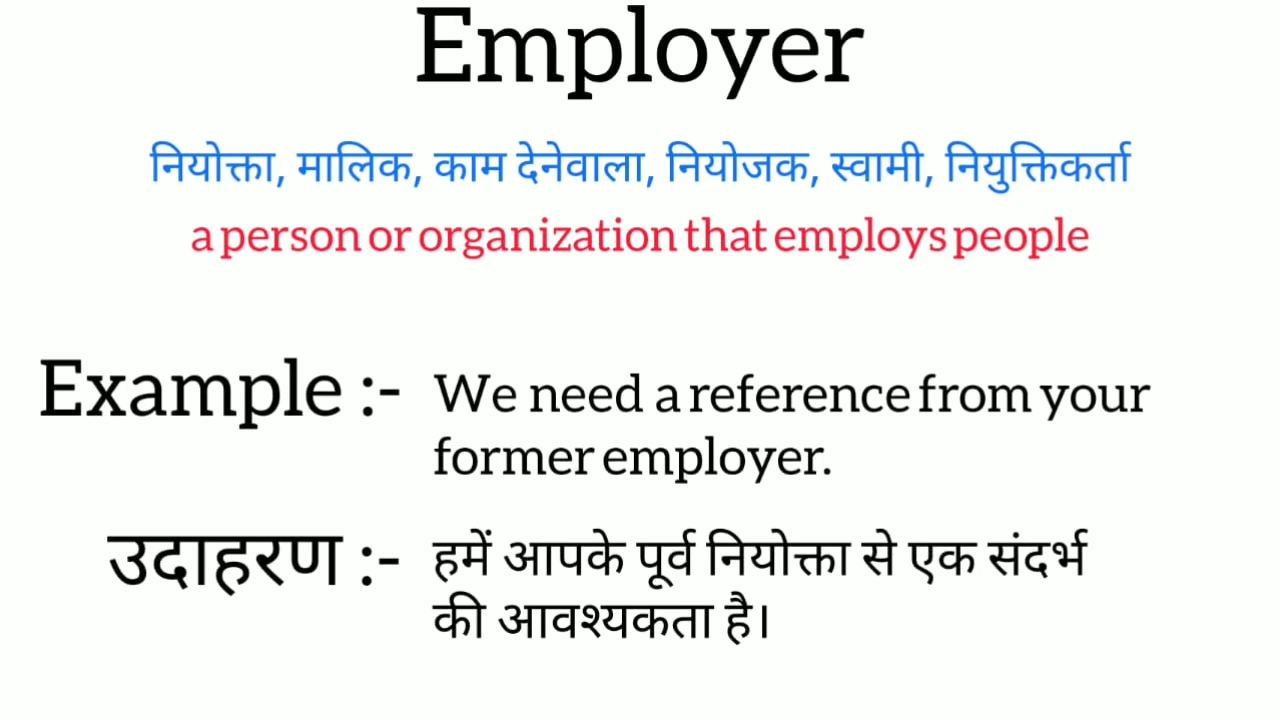 Employer
नियोक्ता, मालिक, काम देनेवाला, नियोजक, स्वामी, नियुक्तिकर्ता
a person or organization that employs people
Example :- We need a reference from your
former employer.
उदाहरण :- हमें आपके पूर्व नियोक्ता से एक संदर्भ
की आवश्यकता है।